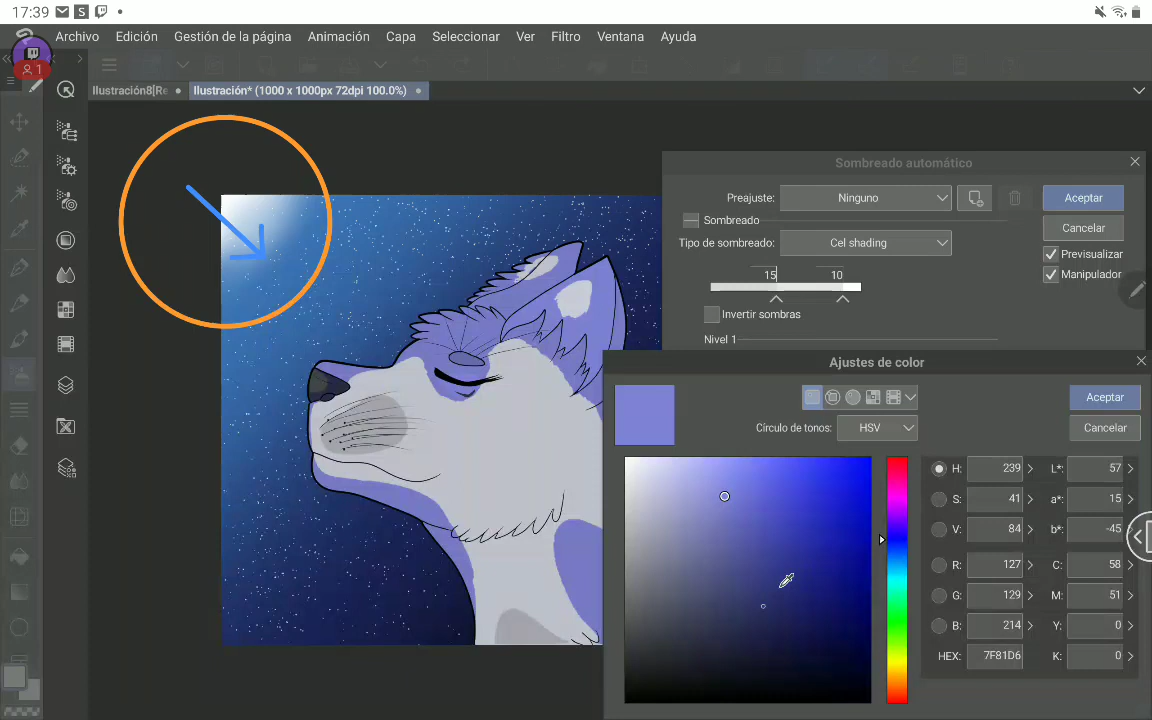 17:39
Archivo Edición Gestión de la página Animación Capa Seleccionar Ver Filtro Ventana Ayuda
1
Ilustración8[Re
Ilustración* (1000 x 1000px 72dpi 100.0%)
Sombreado automático
Preajuste: Ninguno Aceptar
Sombreado
Cancelar
Tipo de sombreado: Cel shading
Previsualizar
15 10 Manipulador
Invertir sombras
Nivel 1
Ajustes de color
Aceptar
Círculo de tonos: HSV Cancelar
H: 239 L*: 57
S: 41 a*: 15
V: 84 b*: -45
R: 127 C: 58
G: 129 M: 51
B: 214 Y: 0
HEX: 7F81D6 K: 0